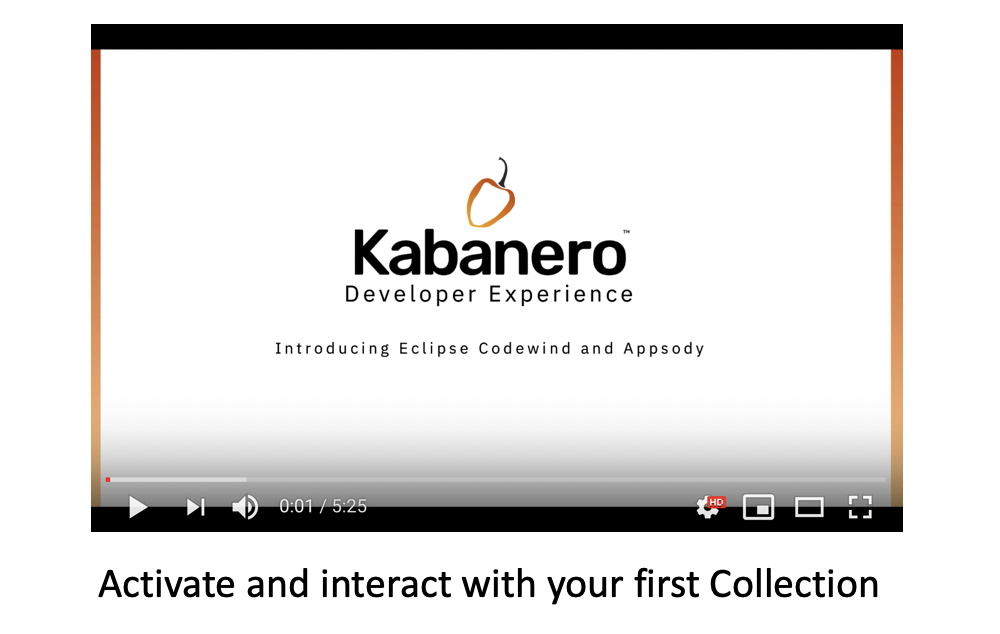 Kabanero™
Developer Experience
Introducing Eclipse Codewind and Appsody
0:01 / 5:25
HD
Activate and interact with your first Collection